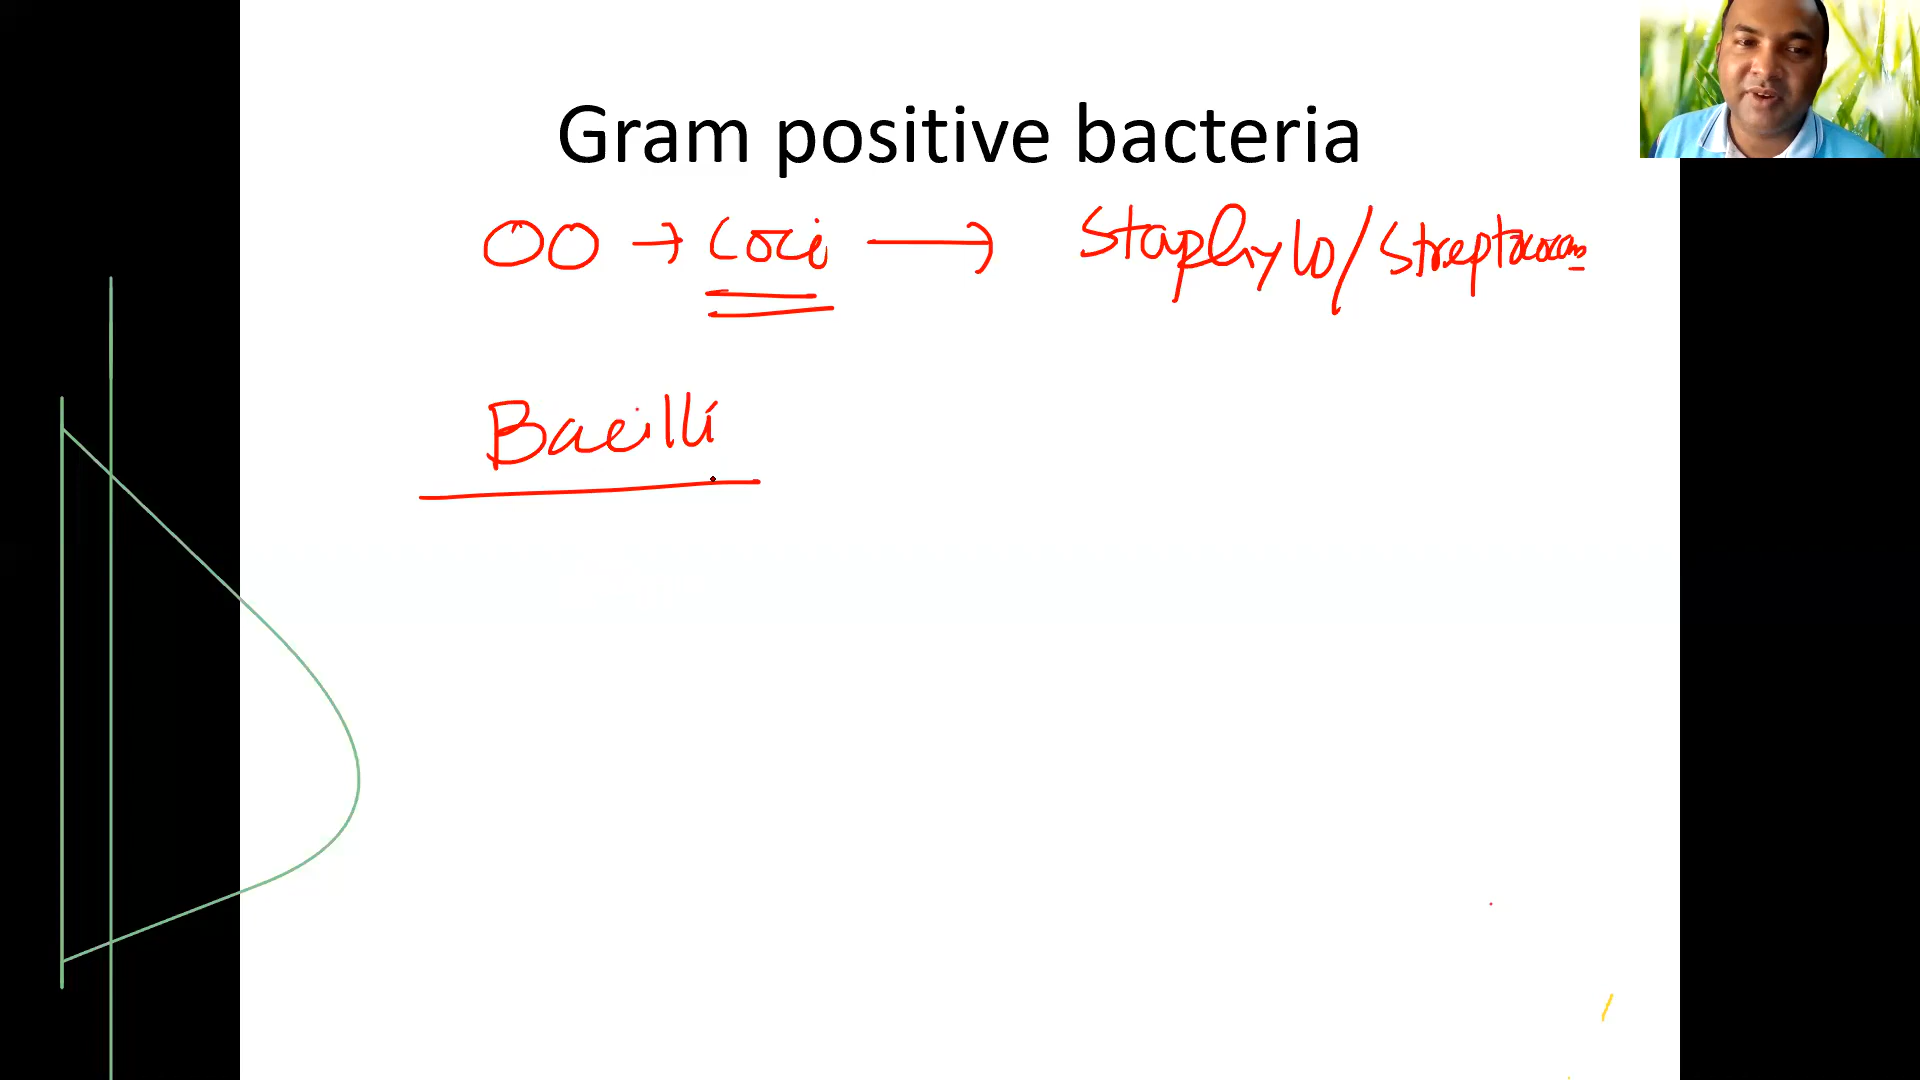 Gram positive bacteria
OO → Cocci → Staphylo/Streptococcus
Bacilli